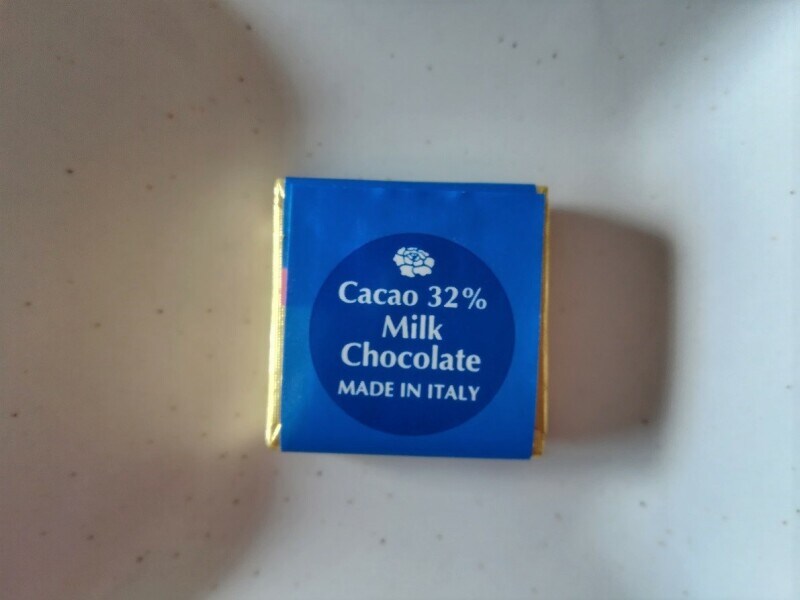 Cacao 32%
Milk
Chocolate
MADE IN ITALY